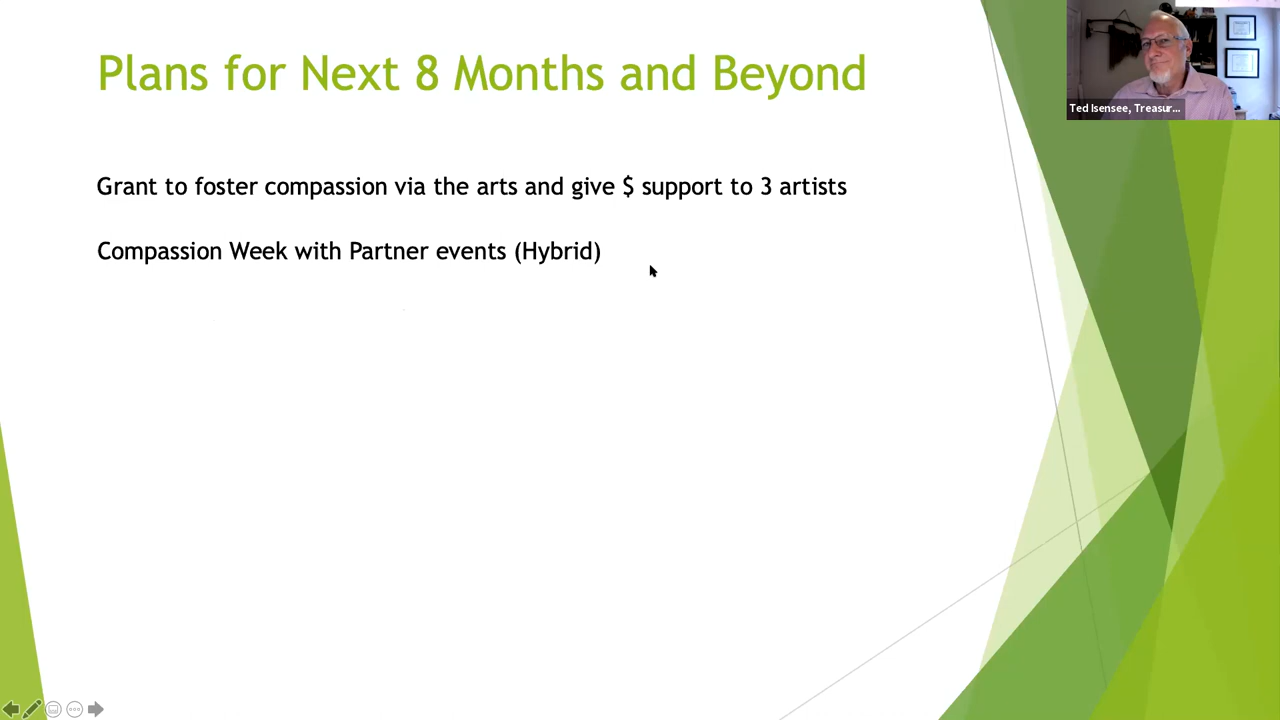 Plans for Next 8 Months and Beyond
Ted Isensee, Treasur...
Grant to foster compassion via the arts and give $ support to 3 artists
Compassion Week with Partner events (Hybrid)